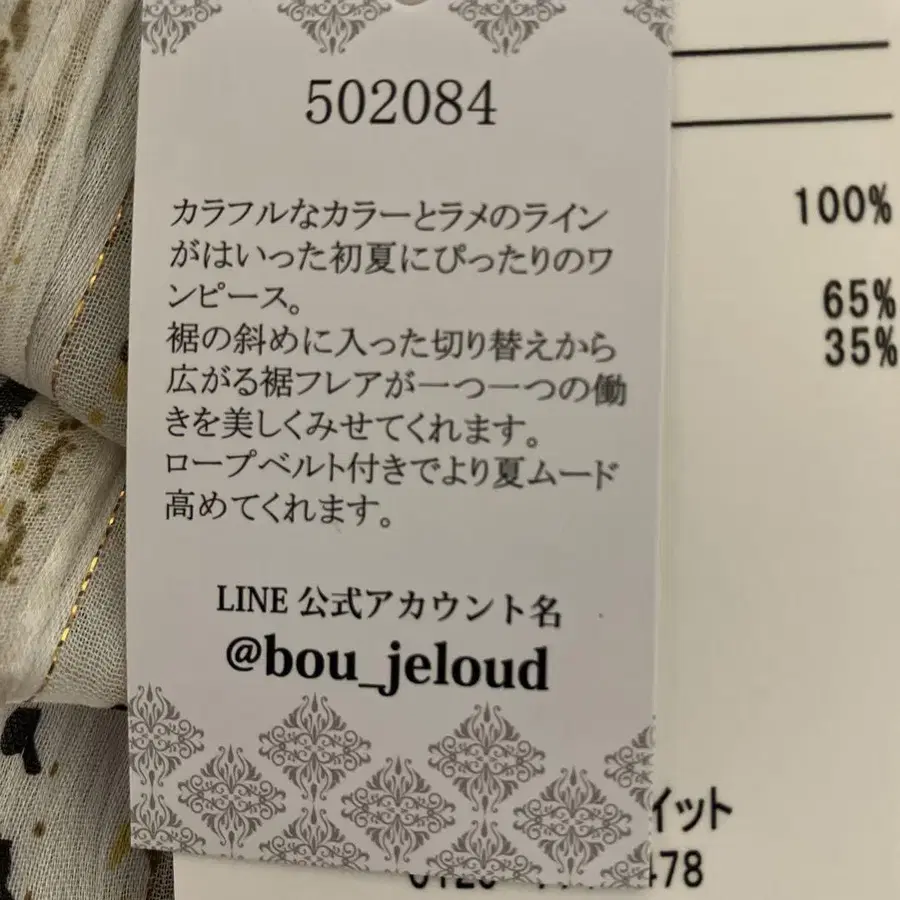 502084
カラフルなカラーとラメのライン
がはいった初夏にぴったりのワ
ンピース。
裾の斜めに入った切り替えから
広がる裾フレアが一つ一つの働
きを美しくみせてくれます。
ロープベルト付きでより夏ムード
高めてくれます。
LINE 公式アカウント名
@bou_jeloud
100%
65%
35%
イット
478